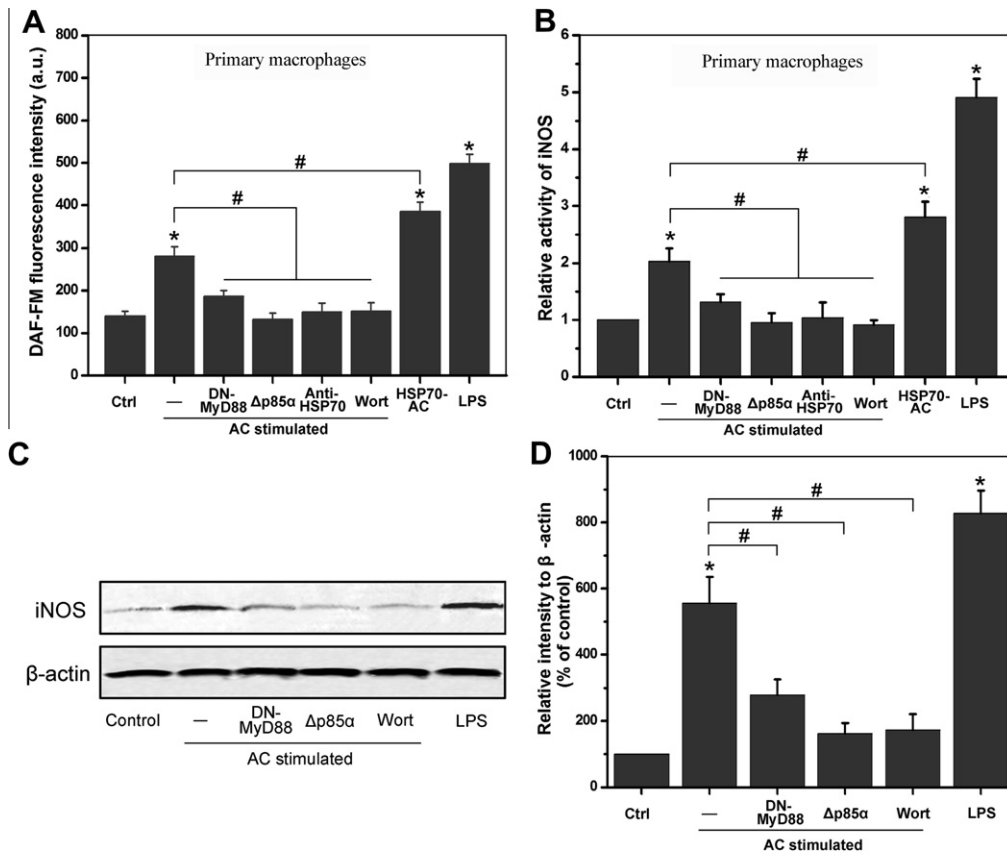 A
DAF-FM fluorescence intensity (a.u.)
800
700
600
500
400
300
200
100
0
Primary macrophages
#
#
*
*
*
Ctrl
—
DN-
MyD88
Δp85α
Anti-
HSP70
Wort
HSP70-
AC
LPS
AC stimulated
B
Relative activity of iNOS
6
5
4
3
2
1
0
Primary macrophages
#
#
*
*
*
Ctrl
—
DN-
MyD88
Δp85α
Anti-
HSP70
Wort
HSP70-
AC
LPS
AC stimulated
C
iNOS
β-actin
Control
—
DN-
MyD88
Δp85α
Wort
LPS
AC stimulated
D
Relative intensity to β -actin
(% of control)
1000
800
600
400
200
0
#
#
#
*
*
Ctrl
—
DN-
MyD88
Δp85α
Wort
LPS
AC stimulated